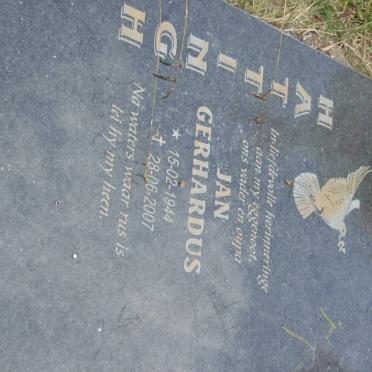 HATTINGH
In liefdevolle herinnering
aan my eggenoot,
ons vader en oupa
JAN
GERHARDUS
★ 15-02-1944
✝ 28-06-2007
Na waters waar rus is
lei hy my heen.